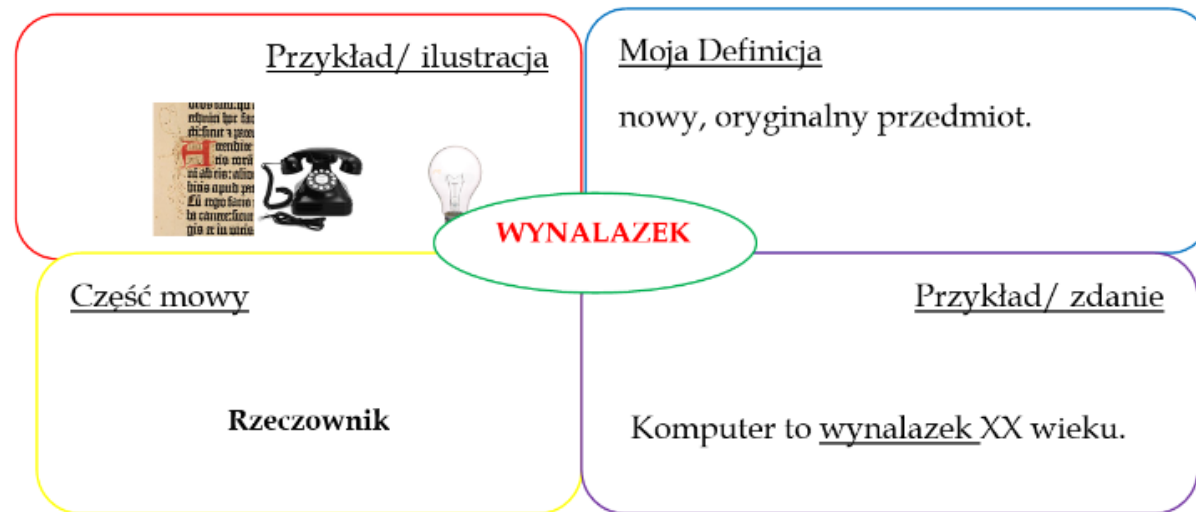 Przykład/ ilustracja
Moja Definicja
nowy, oryginalny przedmiot.
WYNALAZEK
Część mowy
Rzeczownik
Przykład/ zdanie
Komputer to wynalazek XX wieku.